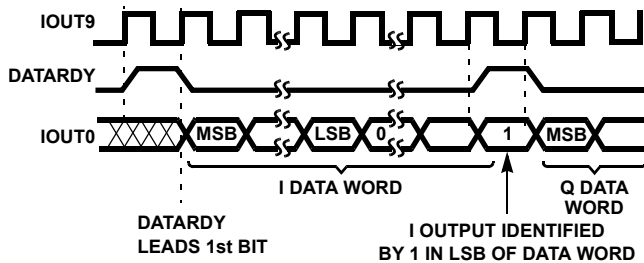 IOUT9
DATARDY
IOUT0
MSB
LSB
0
1
MSB
I DATA WORD
Q DATA
WORD
DATARDY
LEADS 1st BIT
I OUTPUT IDENTIFIED
BY 1 IN LSB OF DATA WORD